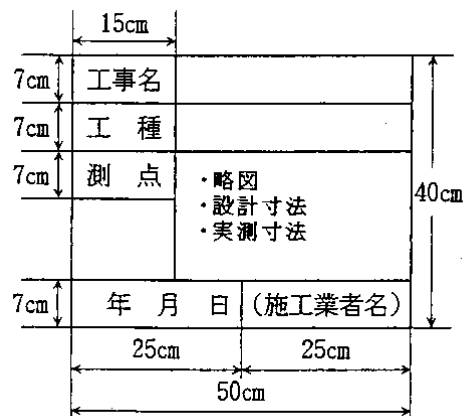 15cm
7cm 工事名
7cm 工 種
7cm 測 点
・略図
・設計寸法
・実測寸法
40cm
7cm 年 月 日 (施工業者名)
25cm 25cm
50cm